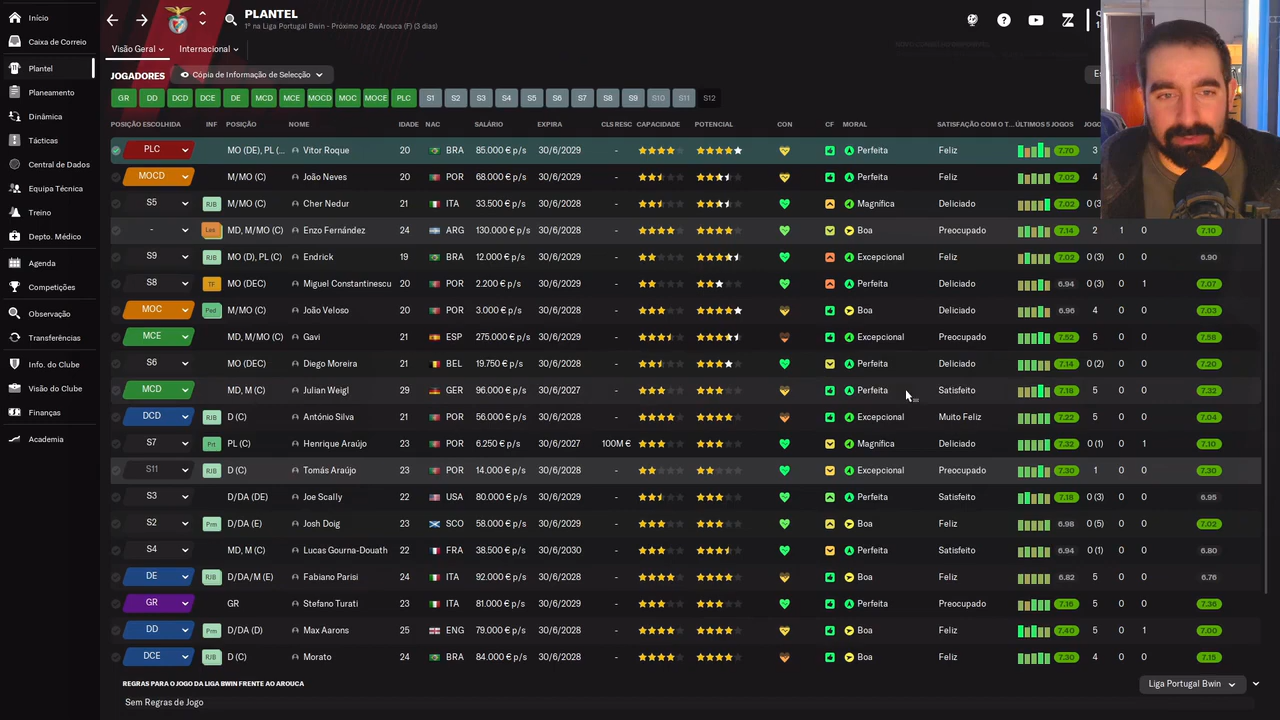 Início
Caixa de Correio
Plantel
Planeamento
Dinâmica
Tácticas
Central de Dados
Equipa Técnica
Treino
Depto. Médico
Agenda
Competições
Observação
Transferências
Info. do Clube
Visão do Clube
Finanças
Academia
PLANTEL
1º na Liga Portugal Bwin - Próximo Jogo: Arouca (F) (3 dias)
Visão Geral Internacional
JOGADORES Cópia de Informação de Selecção
GR DD DCD DCE DE MCD MCE MOCD MOC MOCE PLC S1 S2 S3 S4 S5 S6 S7 S8 S9 S10 S11 S12
POSIÇÃO ESCOLHIDA INF POSIÇÃO NOME IDADE NAC SALÁRIO EXPIRA CLS RESC CAPACIDADE POTENCIAL CON CF MORAL SATISFAÇÃO COM O T... ÚLTIMOS 5 JOGOS
PLC MO (DE), PL (... Vitor Roque 20 BRA 85.000 € p/s 30/6/2029 - Perfeita Feliz 7.70 3
MOCD M/MO (C) João Neves 20 POR 68.000 € p/s 30/6/2029 - Perfeita Feliz 7.02 4
S5 RJB M/MO (C) Cher Nedur 21 ITA 33.500 € p/s 30/6/2028 - Magnífica Deliciado 7.02 0 (3)
- Les MD, M/MO (C) Enzo Fernández 24 ARG 130.000 € p/s 30/6/2028 - Boa Preocupado 7.14 2 1 0 7.10
S9 RJB MO (D), PL (C) Endrick 19 BRA 12.000 € p/s 30/6/2029 - Excepcional Feliz 7.02 0 (3) 0 0 6.90
S8 TF MO (DEC) Miguel Constantinescu 20 POR 2.200 € p/s 30/6/2029 - Perfeita Deliciado 6.94 0 (3) 0 1 7.07
MOC Ped M/MO (C) João Veloso 20 POR 3.000 € p/s 30/6/2029 - Boa Deliciado 6.96 4 0 0 7.03
MCE MD, M/MO (C) Gavi 21 ESP 275.000 € p/s 30/6/2029 - Excepcional Preocupado 7.52 5 0 0 7.58
S6 MO (DEC) Diego Moreira 21 BEL 19.750 € p/s 30/6/2028 - Perfeita Deliciado 7.14 0 (2) 0 0 7.20
MCD MD, M (C) Julian Weigl 29 GER 96.000 € p/s 30/6/2027 - Perfeita Satisfeito 7.18 5 0 0 7.32
DCD RJB D (C) António Silva 21 POR 56.000 € p/s 30/6/2028 - Excepcional Muito Feliz 7.22 5 0 0 7.04
S7 Prt PL (C) Henrique Araújo 23 POR 6.250 € p/s 30/6/2027 100M € Magnífica Deliciado 7.32 0 (1) 0 1 7.10
S11 RJB D (C) Tomás Araújo 23 POR 14.000 € p/s 30/6/2028 - Excepcional Preocupado 7.30 1 0 0 7.30
S3 D/DA (DE) Joe Scally 22 USA 80.000 € p/s 30/6/2029 - Perfeita Satisfeito 7.18 0 (3) 0 0 6.95
S2 Prm D/DA (E) Josh Doig 23 SCO 58.000 € p/s 30/6/2028 - Boa Feliz 6.98 0 (5) 0 0 7.02
S4 MD, M (C) Lucas Gourna-Douath 22 FRA 38.500 € p/s 30/6/2030 - Perfeita Satisfeito 6.94 0 (1) 0 0 6.80
DE RJB D/DA/M (E) Fabiano Parisi 24 ITA 92.000 € p/s 30/6/2028 - Boa Feliz 6.82 5 0 0 6.76
GR GR Stefano Turati 23 ITA 81.000 € p/s 30/6/2029 - Perfeita Preocupado 7.16 5 0 0 7.36
DD Prm D/DA (D) Max Aarons 25 ENG 79.000 € p/s 30/6/2028 - Boa Feliz 7.40 5 0 1 7.00
DCE RJB D (C) Morato 24 BRA 84.000 € p/s 30/6/2028 - Boa Feliz 7.30 4 0 0 7.15
REGRAS PARA O JOGO DA LIGA BWIN FRENTE AO AROUCA Liga Portugal Bwin
Sem Regras de Jogo